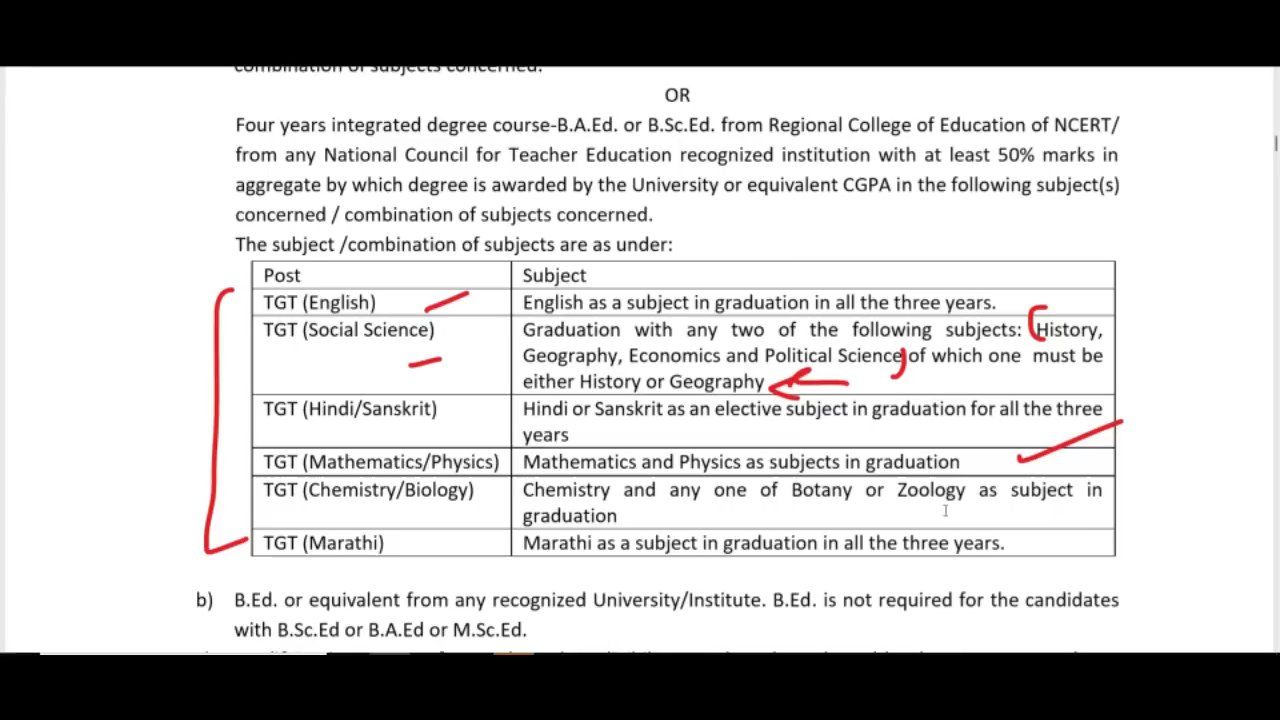 combination of subjects concerned.
OR
Four years integrated degree course-B.A.Ed. or B.Sc.Ed. from Regional College of Education of NCERT/
from any National Council for Teacher Education recognized institution with at least 50% marks in
aggregate by which degree is awarded by the University or equivalent CGPA in the following subject(s)
concerned / combination of subjects concerned.
The subject /combination of subjects are as under:
Post Subject
TGT (English) English as a subject in graduation in all the three years.
TGT (Social Science) Graduation with any two of the following subjects: History,
Geography, Economics and Political Science of which one must be
either History or Geography
TGT (Hindi/Sanskrit) Hindi or Sanskrit as an elective subject in graduation for all the three
years
TGT (Mathematics/Physics) Mathematics and Physics as subjects in graduation
TGT (Chemistry/Biology) Chemistry and any one of Botany or Zoology as subject in
graduation
TGT (Marathi) Marathi as a subject in graduation in all the three years.
b) B.Ed. or equivalent from any recognized University/Institute. B.Ed. is not required for the candidates
with B.Sc.Ed or B.A.Ed or M.Sc.Ed.